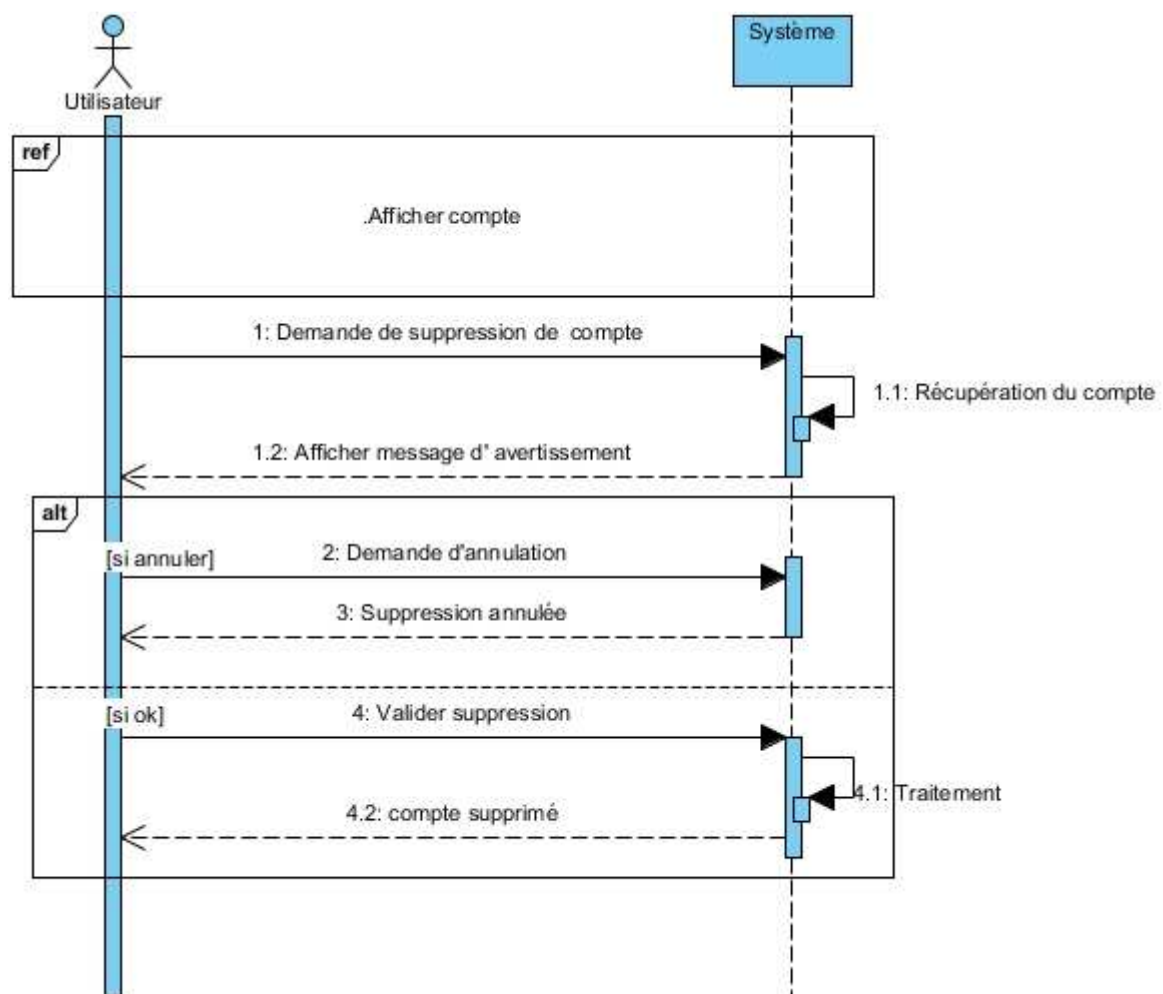 Système
Utilisateur
ref
.Afficher compte
1: Demande de suppression de compte
1.1: Récupération du compte
1.2: Afficher message d' avertissement
alt
[si annuler]
2: Demande d'annulation
3: Suppression annulée
[si ok]
4: Valider suppression
4.1: Traitement
4.2: compte supprimé